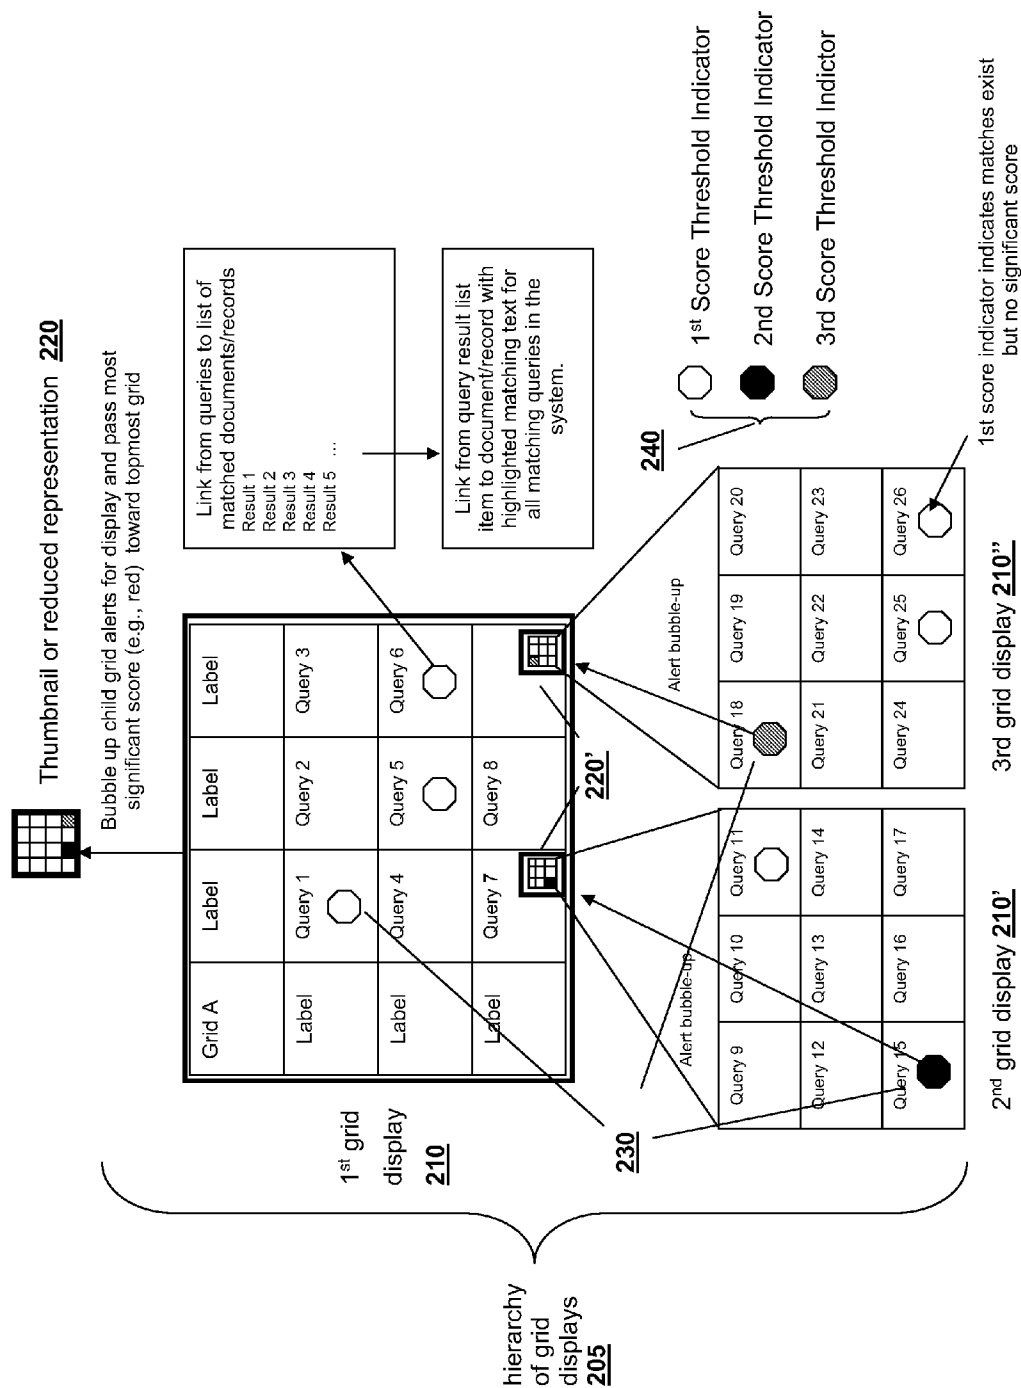 Thumbnail or reduced representation 220
Bubble up child grid alerts for display and pass most
significant score (e.g., red) toward topmost grid
hierarchy
of grid
displays
205
1st grid
display
210
Grid A
Label
Label
Label
Label
Query 1
Query 2
Query 3
Label
Query 4
Query 5
Query 6
Label
Query 7
Query 8
220'
230
Link from queries to list of
matched documents/records
Result 1
Result 2
Result 3
Result 4
Result 5 ...
Link from query result list
item to document/record with
highlighted matching text for
all matching queries in the
system.
240
1st Score Threshold Indicator
2nd Score Threshold Indicator
3rd Score Threshold Indictor
Alert bubble-up
Query 9
Query 10
Query 11
Query 12
Query 13
Query 14
Query 15
Query 16
Query 17
2nd grid display 210'
Alert bubble-up
Query 18
Query 19
Query 20
Query 21
Query 22
Query 23
Query 24
Query 25
Query 26
3rd grid display 210”
1st score indicator indicates matches exist
but no significant score